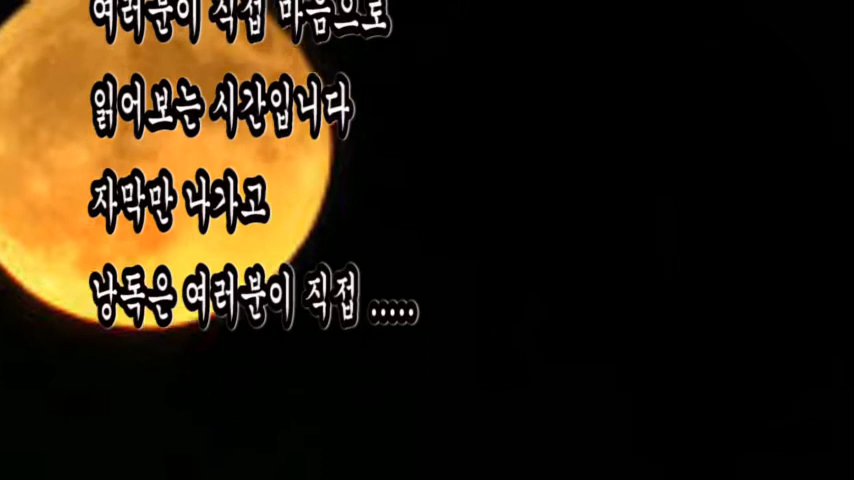 여러분이 직접 마음으로
읽어보는 시간입니다
자막만 나가고
낭독은 여러분이 직접 .....